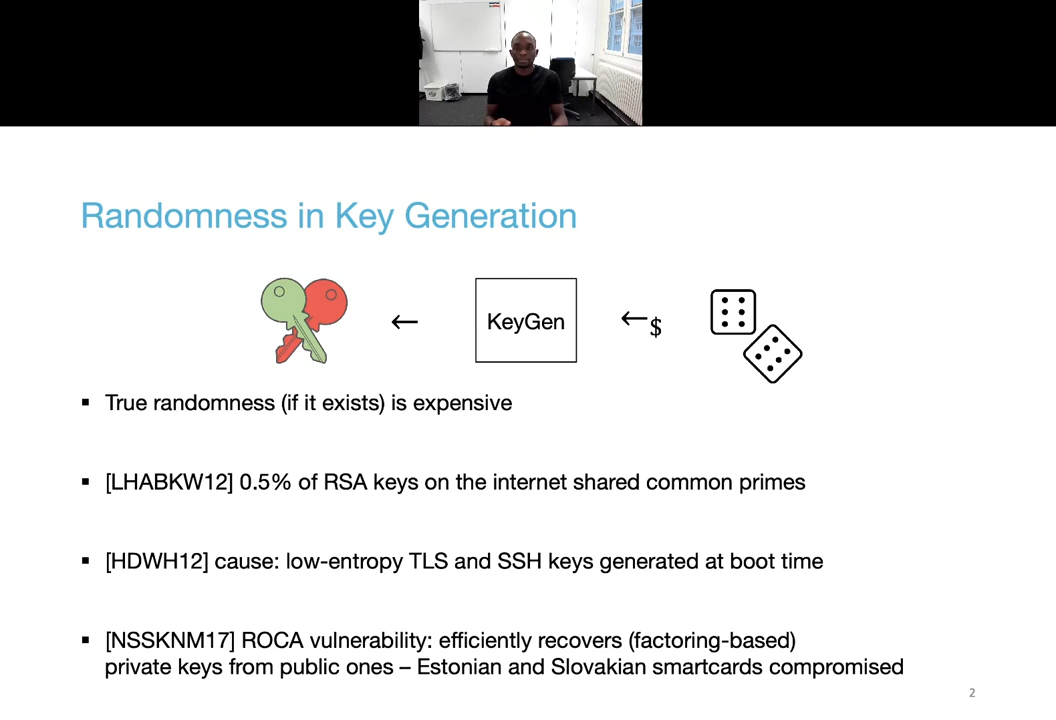 Randomness in Key Generation
← KeyGen ←$
▪ True randomness (if it exists) is expensive
▪ [LHABKW12] 0.5% of RSA keys on the internet shared common primes
▪ [HDWH12] cause: low-entropy TLS and SSH keys generated at boot time
▪ [NSSKNM17] ROCA vulnerability: efficiently recovers (factoring-based)
private keys from public ones – Estonian and Slovakian smartcards compromised
2